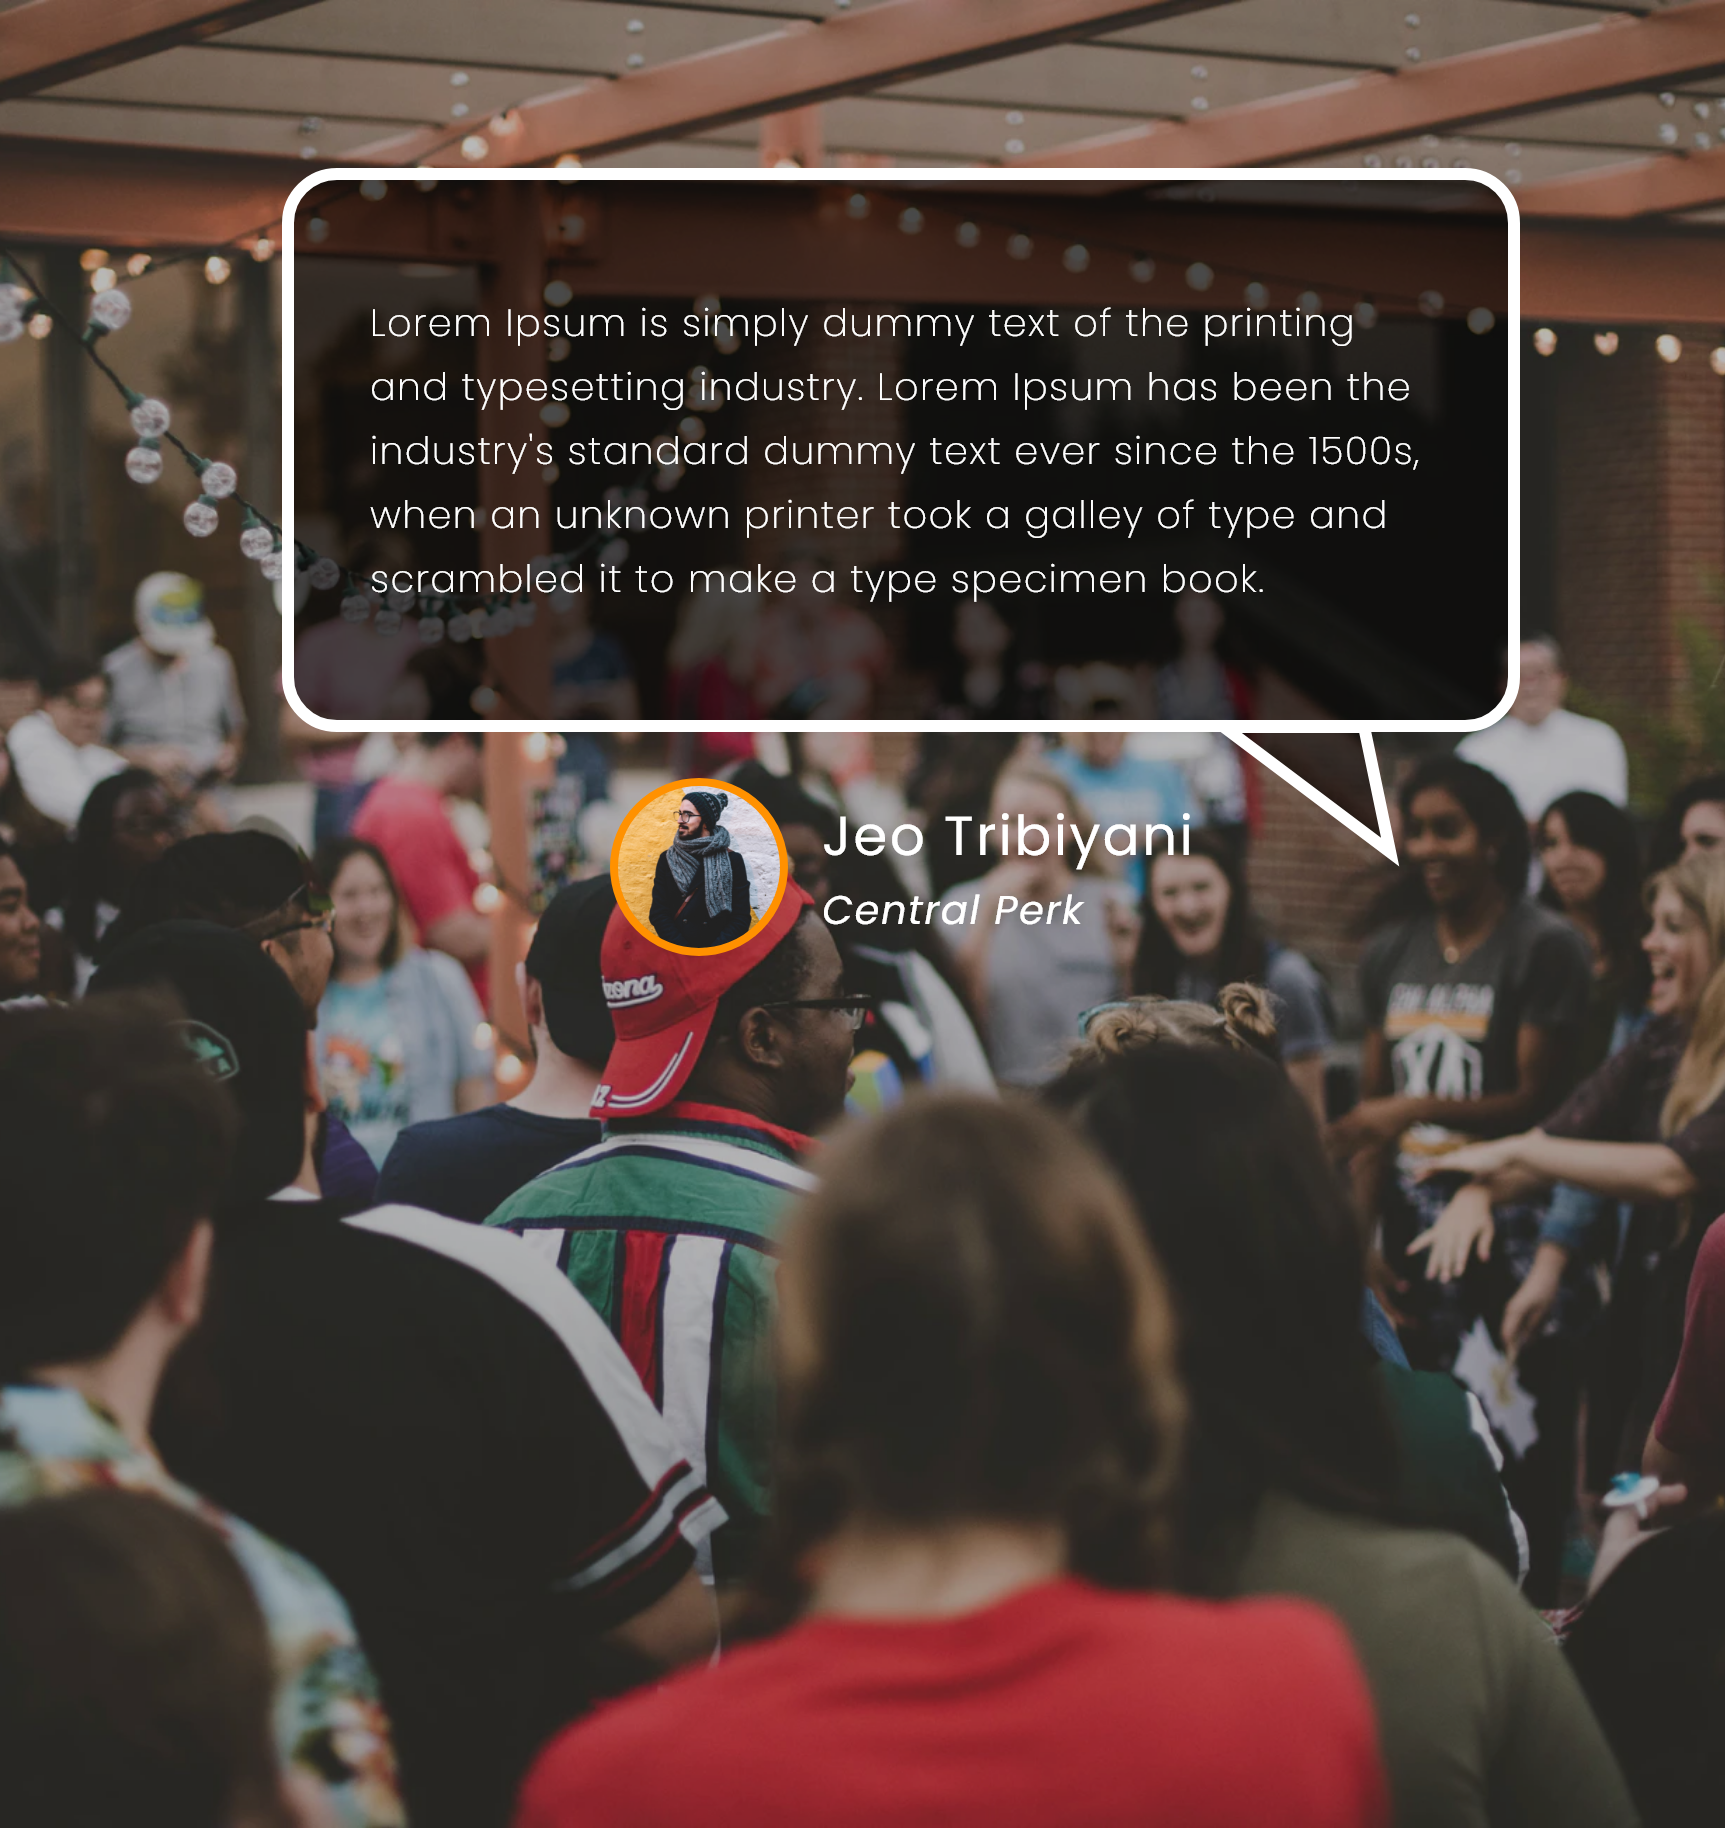 Lorem Ipsum is simply dummy text of the printing
and typesetting industry. Lorem Ipsum has been the
industry's standard dummy text ever since the 1500s,
when an unknown printer took a galley of type and
scrambled it to make a type specimen book.
Jeo Tribiyani
Central Perk